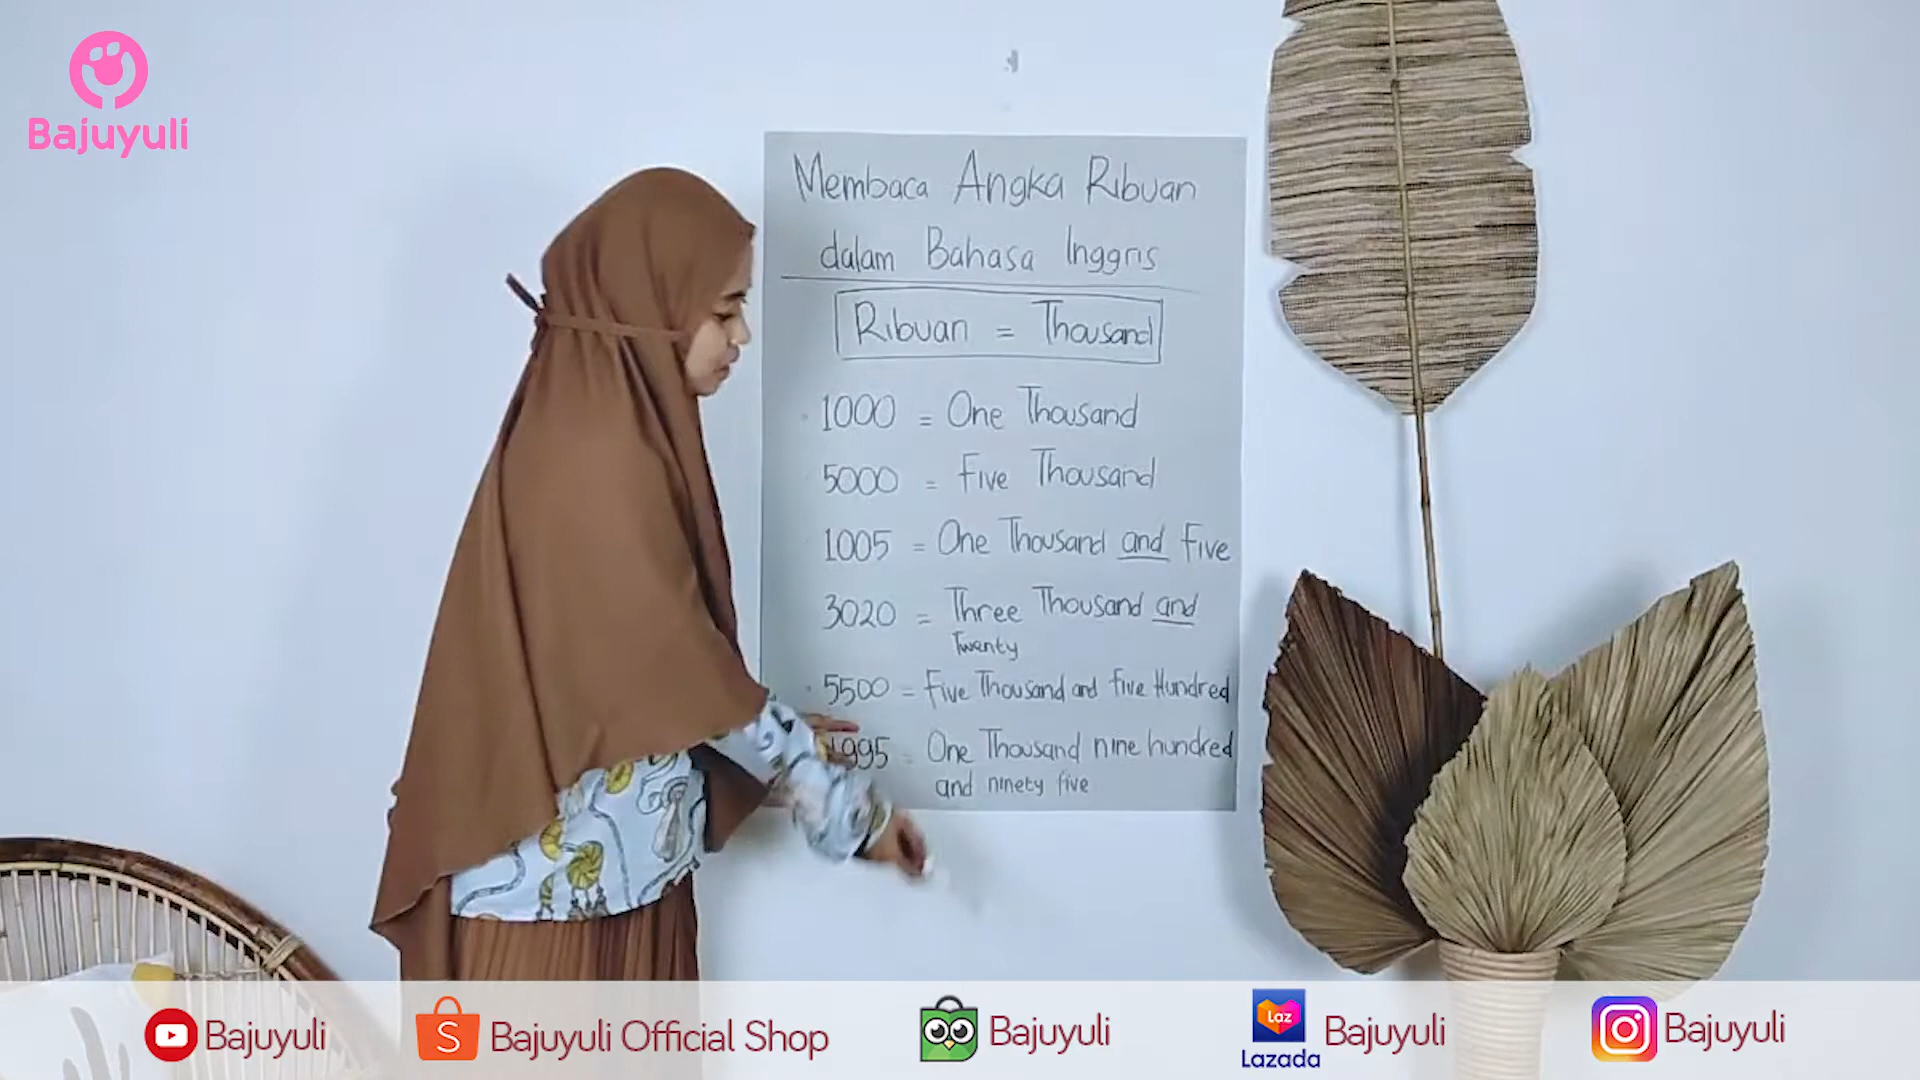 Bajuyuli
Membaca Angka Ribuan
dalam Bahasa Inggris
Ribuan = Thousand
1000 = One Thousand
5000 = Five Thousand
1005 = One Thousand and Five
3020 = Three Thousand and
Twenty
5500 = Five Thousand and five Hundred
1995 = One Thousand nine hundred
and ninety five
Bajuyuli
S Bajuyuli Official Shop
Bajuyuli
Laz
Lazada
Bajuyuli
Bajuyuli